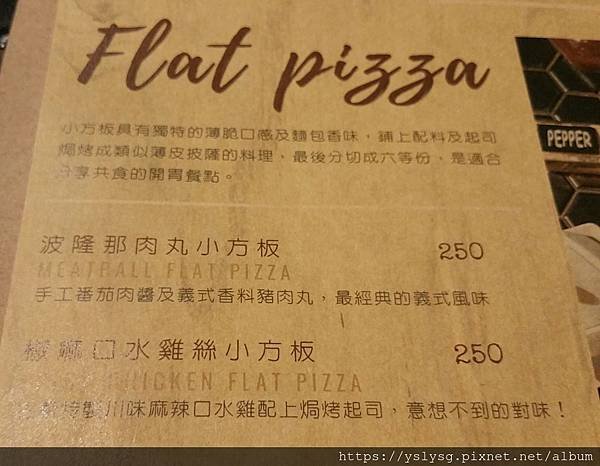 Flat pizza
小方板具有獨特的薄脆口感及麵包香味，鋪上配料及起司
焗烤成類似薄皮披薩的料理、最後分切成六等份，是適合
分享共食的開胃餐點。
PEPPER
波隆那肉丸小方板 250
MEATBALL FLAT PIZZA
手工番茄肉醬及義式香料豬肉丸，最經典的義式風味
椒麻口水雞絲小方板 250
CHICKEN FLAT PIZZA
川味麻辣口水雞配上焗烤起司，意想不到的對味！
https://yslysg.pixnet.net/album